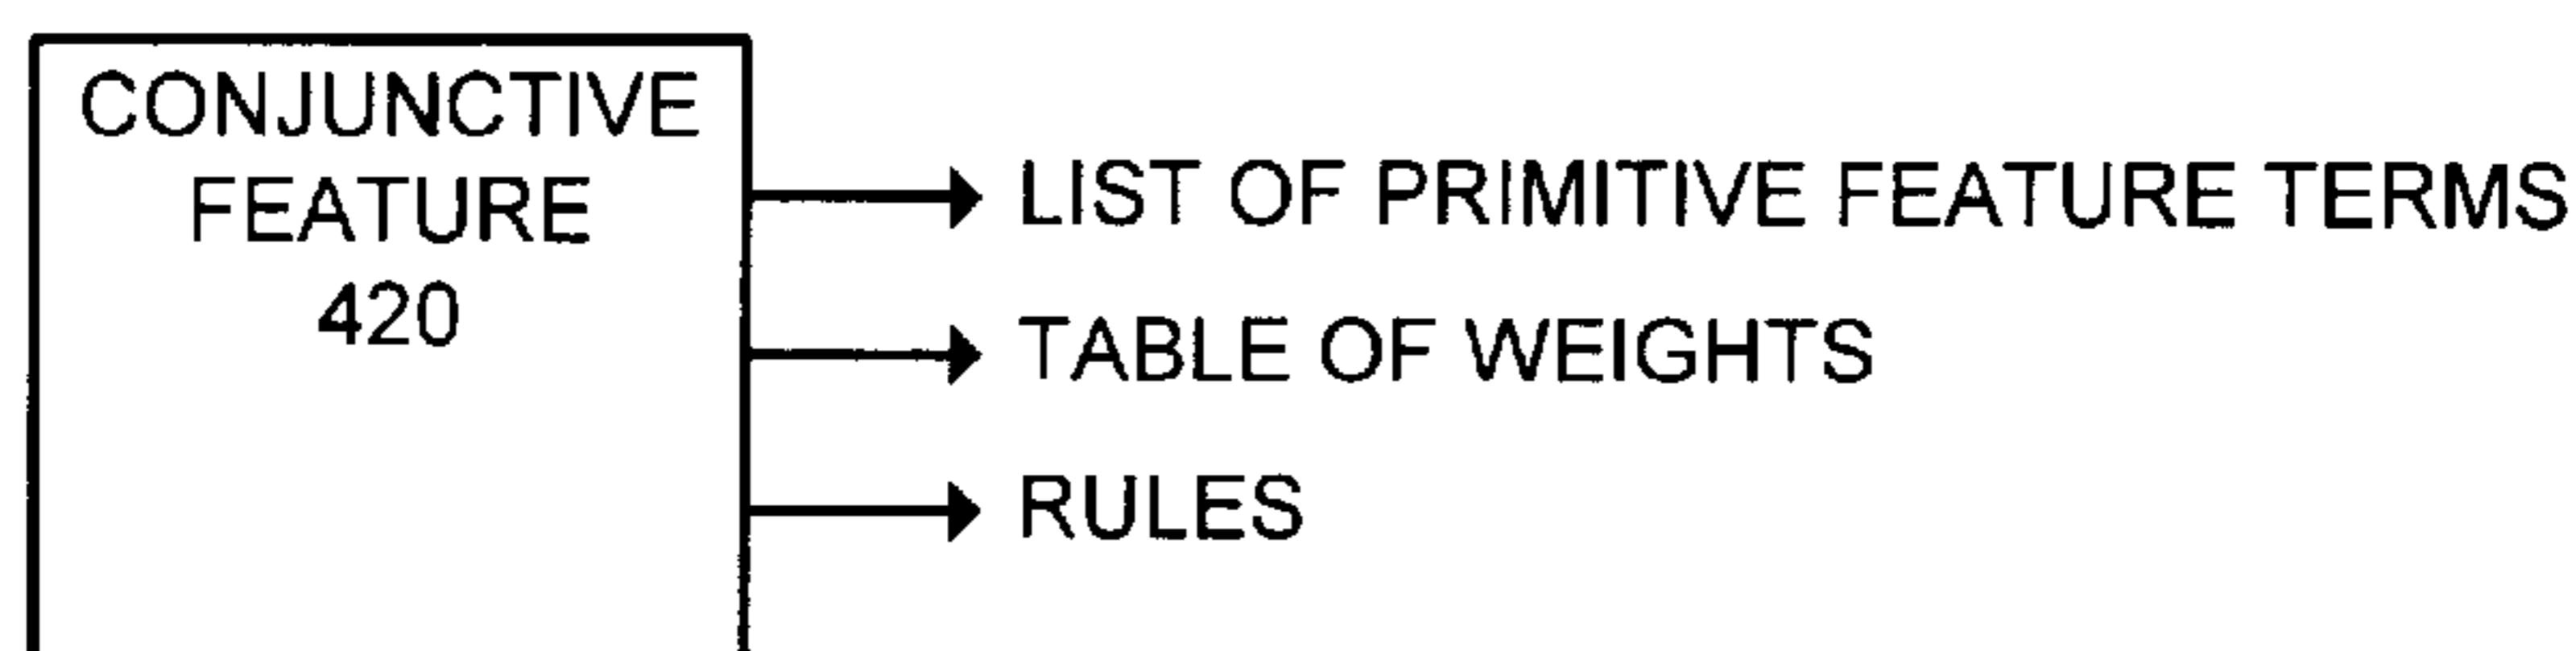 CONJUNCTIVE
FEATURE
420
LIST OF PRIMITIVE FEATURE TERMS
TABLE OF WEIGHTS
RULES